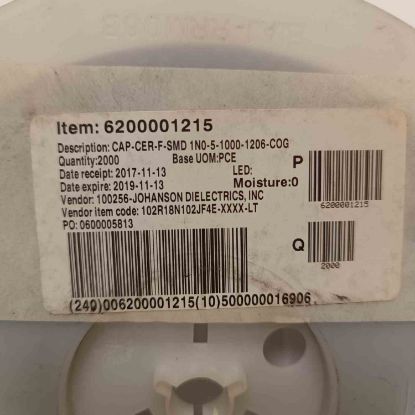 Item: 6200001215
Description: CAP-CER-F-SMD 1N0-5-1000-1206-COG
Quantity:2000 Base UOM:PCE
Date receipt: 2017-11-13 LED:
Date expire: 2019-11-13 Moisture:0
Vendor: 100256-JOHANSON DIELECTRICS, INC
Vendor item code: 102R18N102JF4E-XXXX-LT
PO: 0600005813
P
6200001215
Q
2000
(240)006200001215(10)500000016906